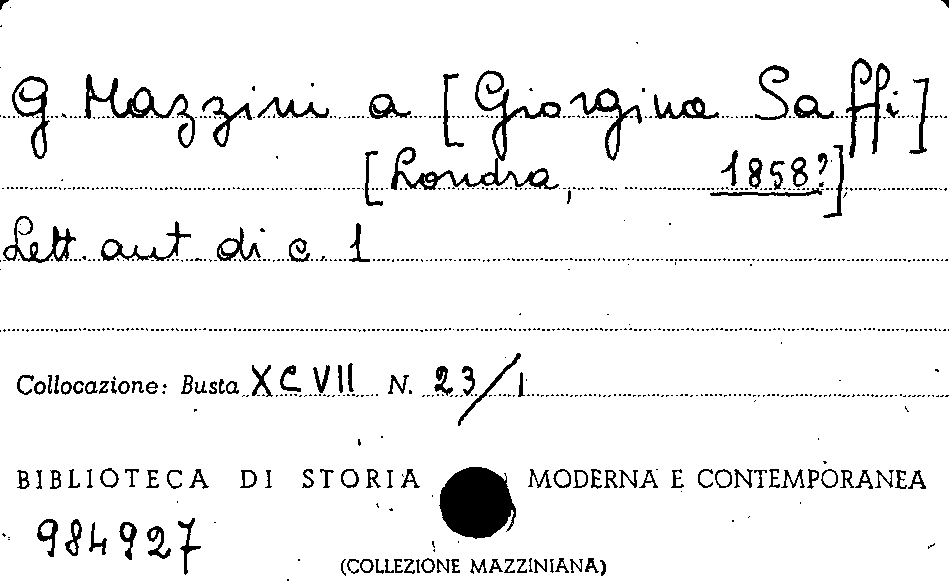 G. Mazzini a [Giorgina Saffi]
[Londra, 1858?]
Lett. aut. di c. 1
Collocazione: Busta XCVII N. 23/1
BIBLIOTECA DI STORIA MODERNA E CONTEMPORANEA
984927
(COLLEZIONE MAZZINIANA)